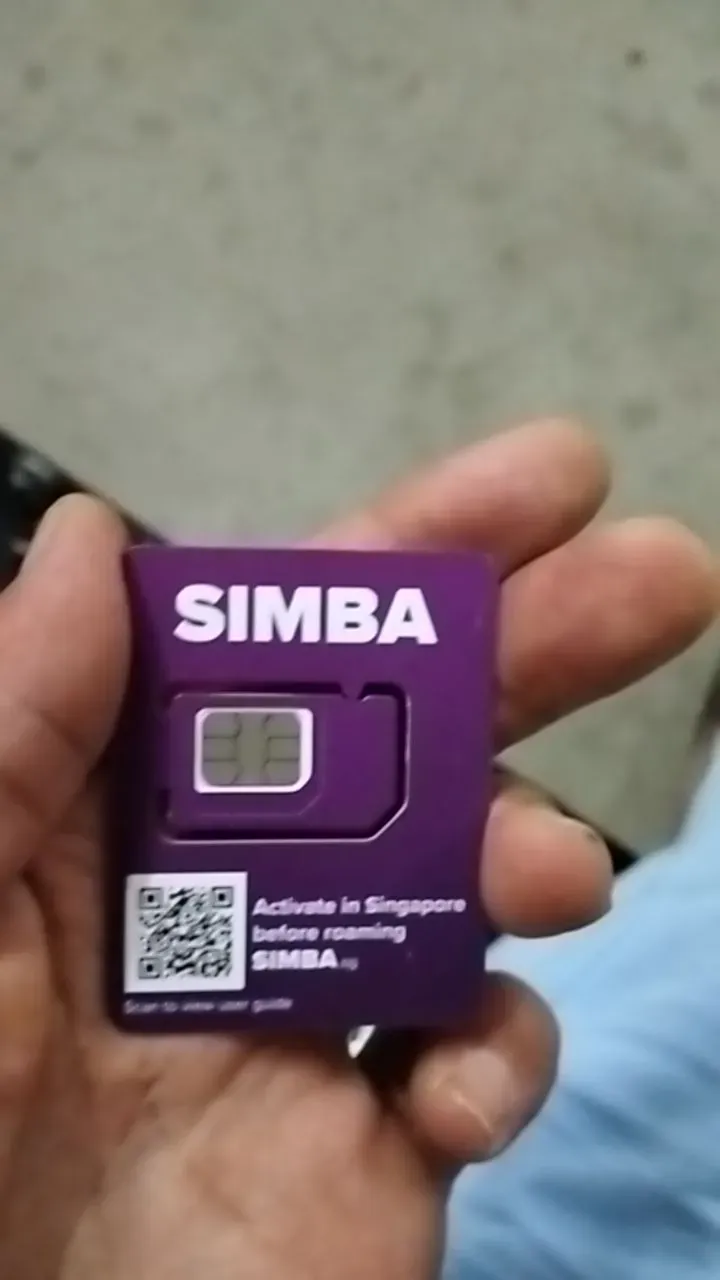 SIMBA
Activate in Singapore
before roaming
SIMBA
Scan to view user guide